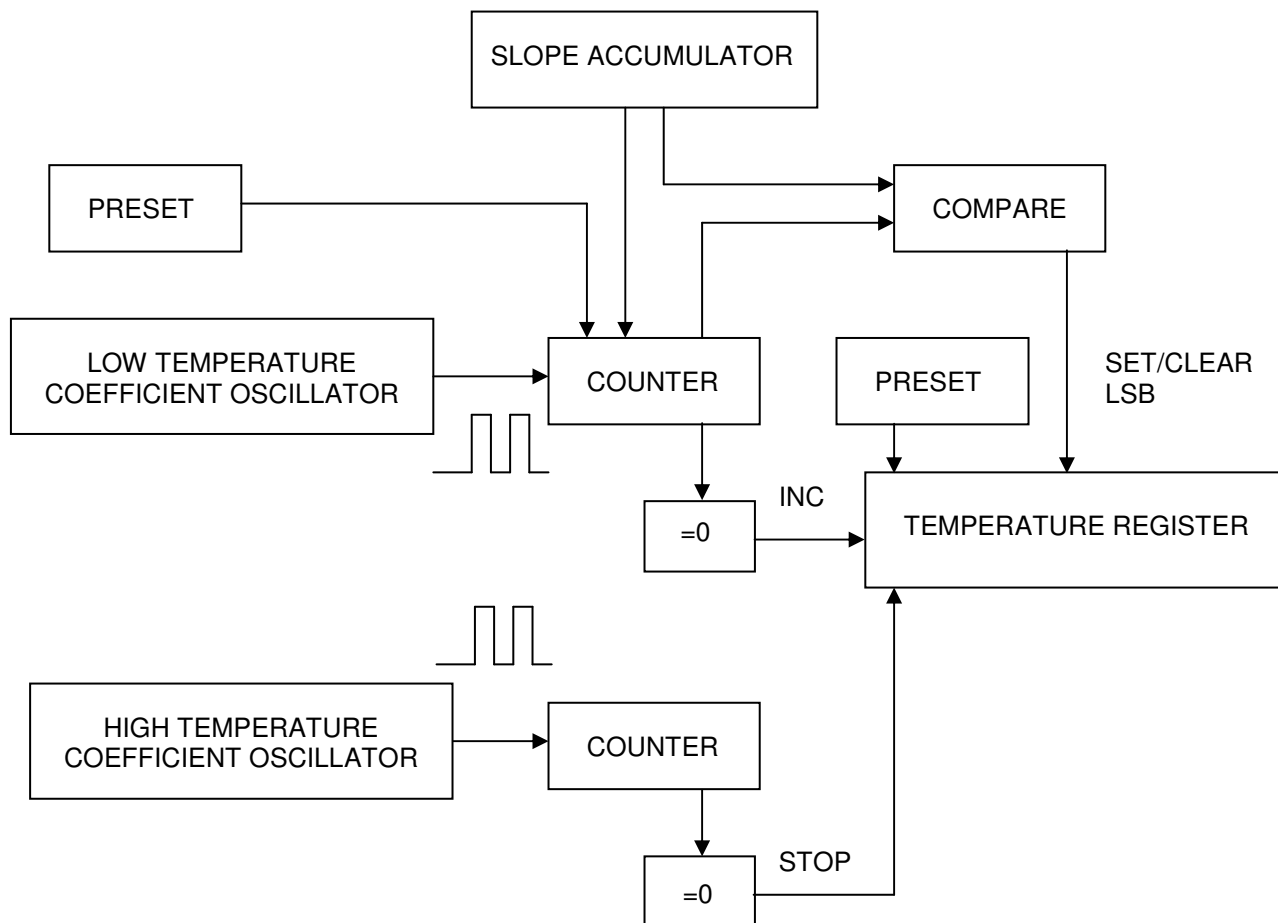 SLOPE ACCUMULATOR
PRESET
COMPARE
LOW TEMPERATURE
COEFFICIENT OSCILLATOR
COUNTER
PRESET
SET/CLEAR
LSB
=0
INC
TEMPERATURE REGISTER
HIGH TEMPERATURE
COEFFICIENT OSCILLATOR
COUNTER
=0
STOP